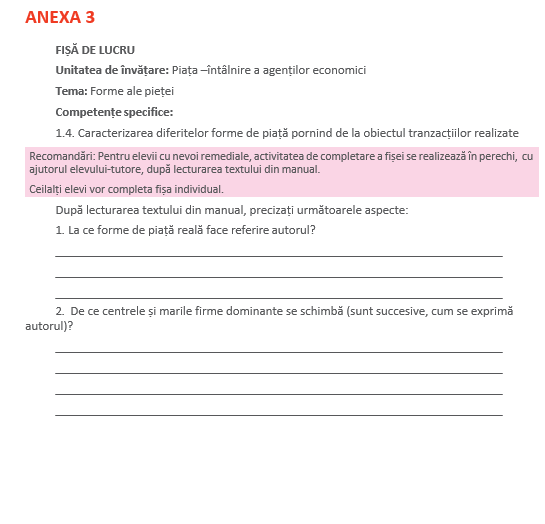 ANEXA 3
FIȘĂ DE LUCRU
Unitatea de învățare: Piața –întâlnire a agenților economici
Tema: Forme ale pieței
Competențe specifice:
1.4. Caracterizarea diferitelor forme de piață pornind de la obiectul tranzacțiilor realizate
Recomandări: Pentru elevii cu nevoi remediale, activitatea de completare a fișei se realizează în perechi, cu
ajutorul elevului-tutore, după lecturarea textului din manual.
Ceilalți elevi vor completa fișa individual.
După lecturarea textului din manual, precizați următoarele aspecte:
1. La ce forme de piață reală face referire autorul?
2. De ce centrele și marile firme dominante se schimbă (sunt succesive, cum se exprimă
autorul)?